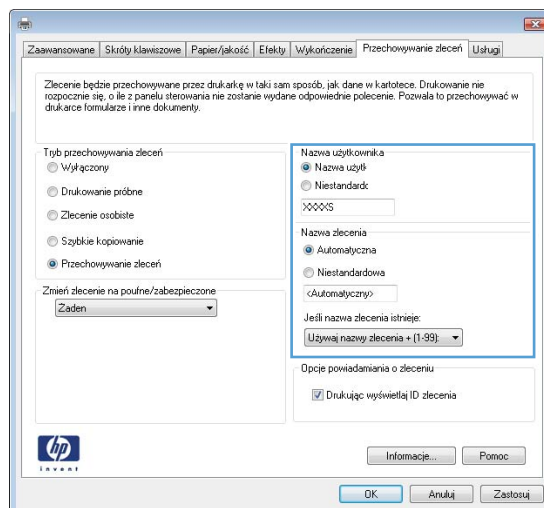 Zaawansowane Skróty klawiszowe Papier/jakość Efekty Wykończenie Przechowywanie zleceń Usługi
Zlecenie będzie przechowywane przez drukarkę w taki sam sposób, jak dane w kartotece. Drukowanie nie
rozpocznie się, o ile z panelu sterowania nie zostanie wydane odpowiednie polecenie. Pozwala to przechowywać w
drukarce formularze i inne dokumenty.
Tryb przechowywania zleceń
Wyłączony
Drukowanie próbne
Zlecenie osobiste
Szybkie kopiowanie
Przechowywanie zleceń
Zmień zlecenie na poufne/zabezpieczone
Żaden
Nazwa użytkownika
Nazwa użytk
Niestandardc
XXXXS
Nazwa zlecenia
Automatyczna
Niestandardowa
<Automatyczny>
Jeśli nazwa zlecenia istnieje:
Używaj nazwy zlecenia + (1-99):
Opcje powiadamiania o zleceniu
Drukując wyświetlaj ID zlecenia
hp
invent
Informacje... Pomoc
OK Anuluj Zastosuj